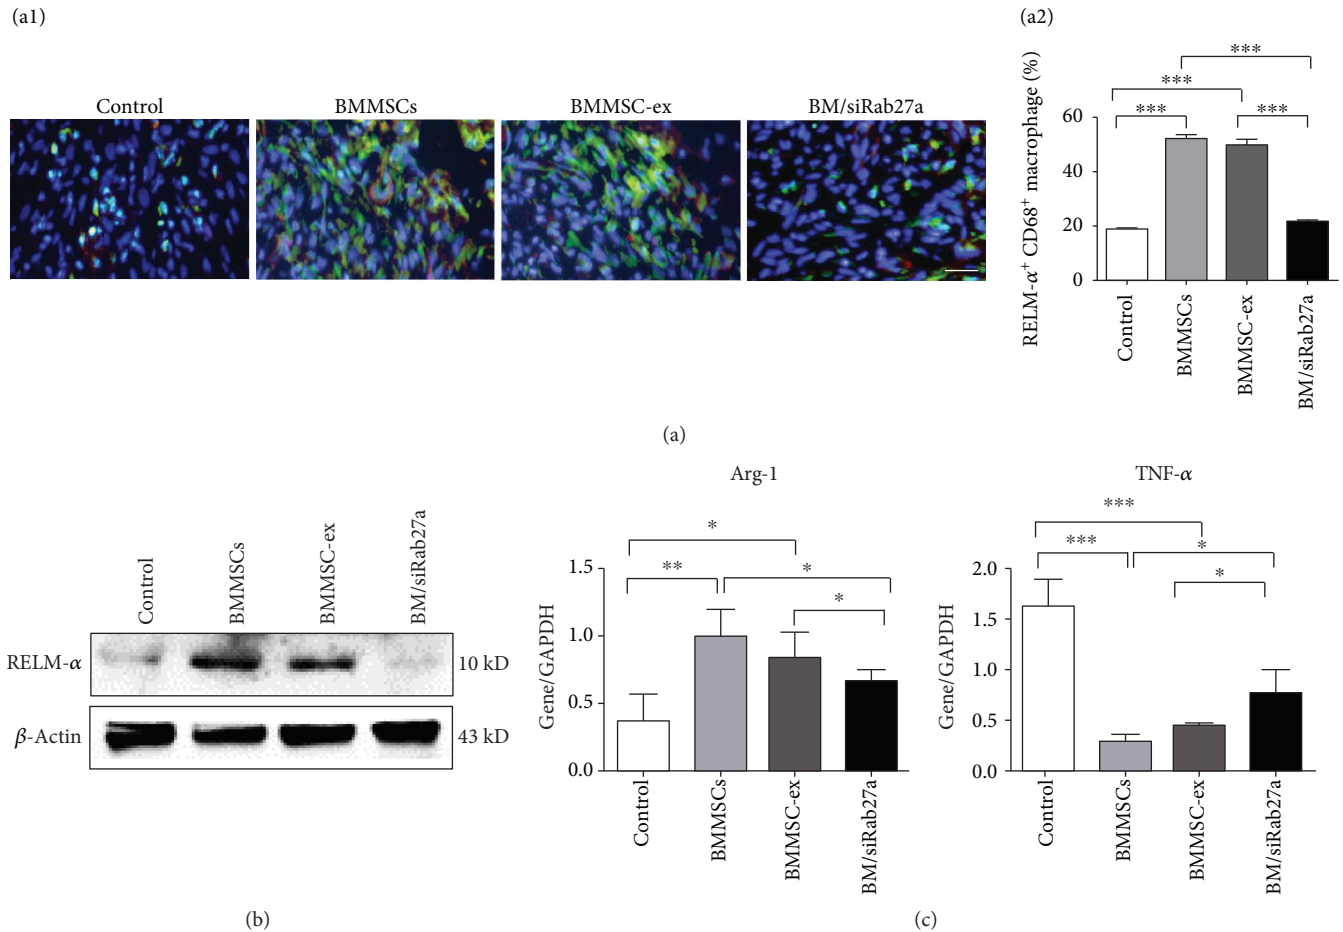 (a1)
Control
BMMSCs
BMMSC-ex
BM/siRab27a
(a2)
RELM-α⁺ CD68⁺ macrophage (%)
60
40
20
0
***
***
***
***
Control
BMMSCs
BMMSC-ex
BM/siRab27a
(a)
Control
BMMSCs
BMMSC-ex
BM/siRab27a
RELM-α
10 kD
β-Actin
43 kD
(b)
Arg-1
Gene/GAPDH
1.5
1.0
0.5
0.0
*
**
*
*
Control
BMMSCs
BMMSC-ex
BM/siRab27a
TNF-α
Gene/GAPDH
2.0
1.5
1.0
0.5
0.0
***
***
*
*
Control
BMMSCs
BMMSC-ex
BM/siRab27a
(c)